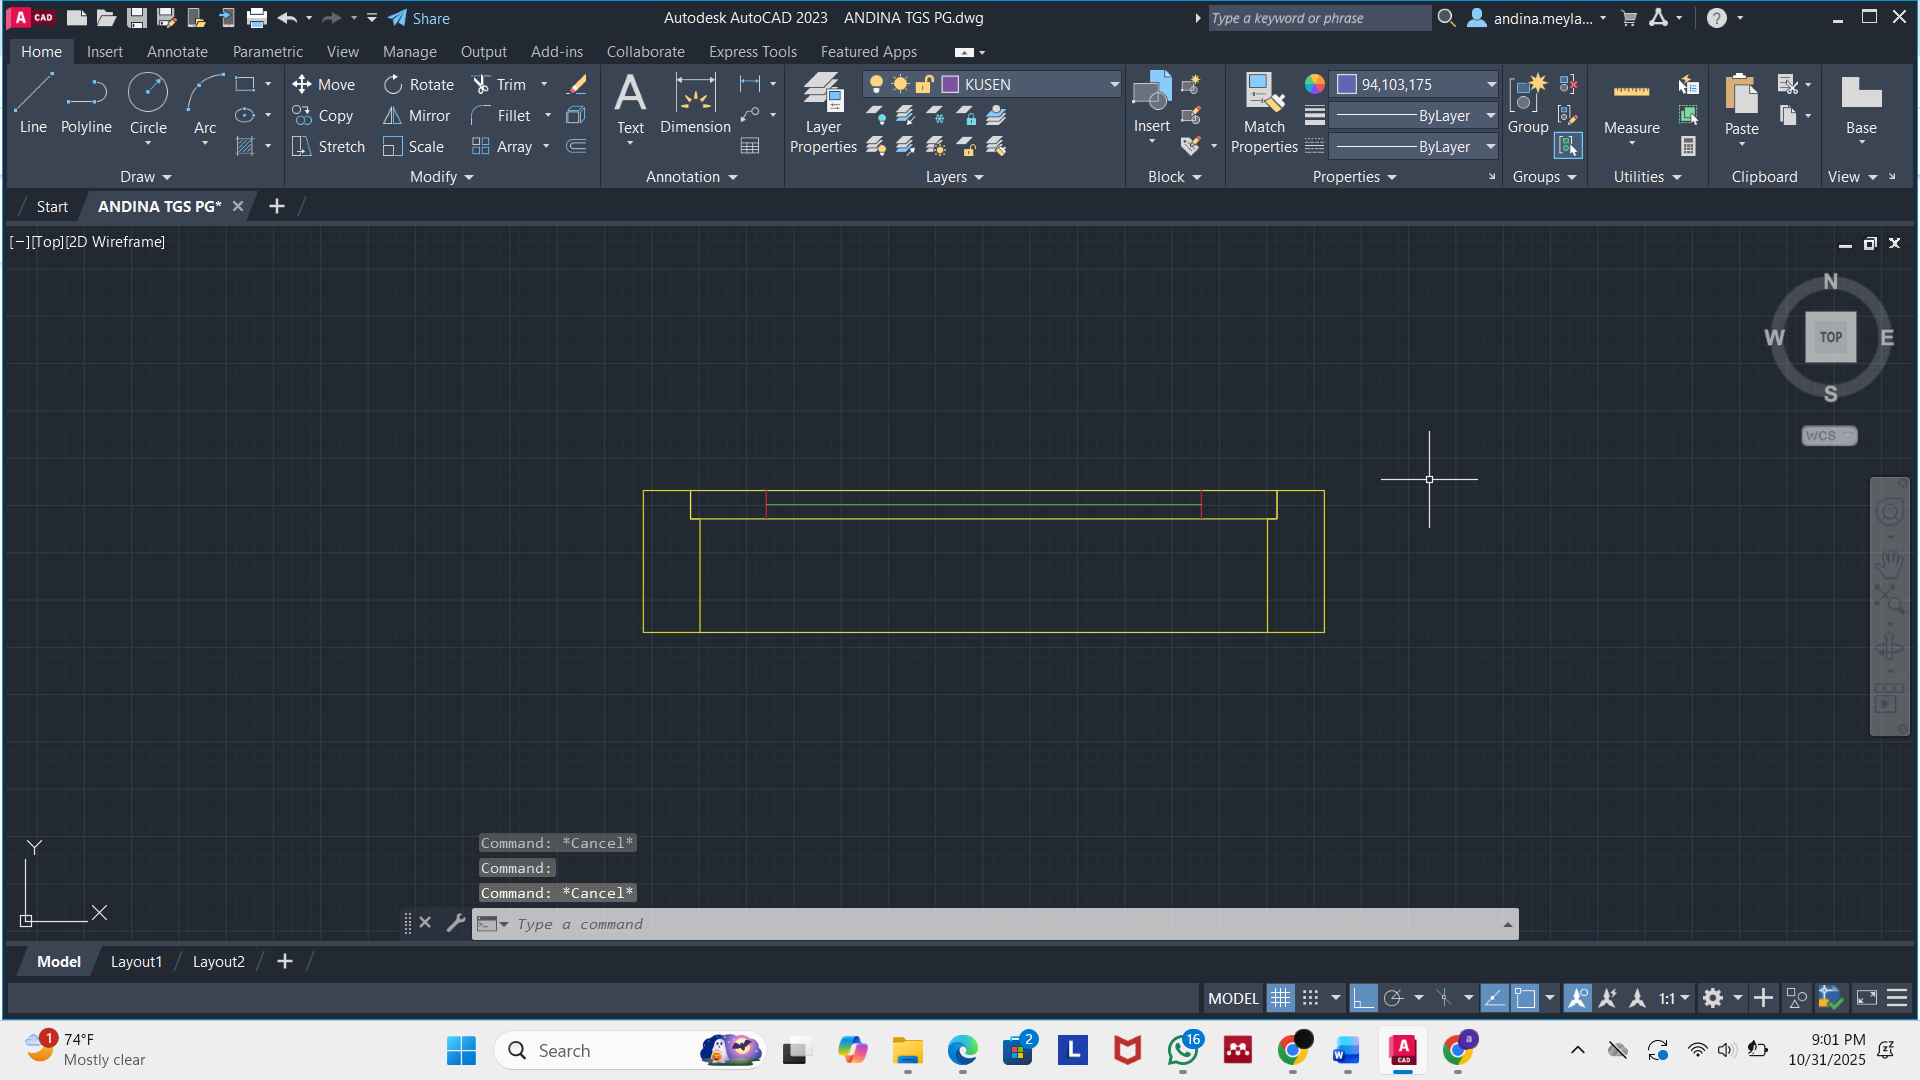 A CAD Share Autodesk AutoCAD 2023 ANDINA TGS PG.dwg Type a keyword or phrase andina.meyla... ?
Home Insert Annotate Parametric View Manage Output Add-ins Collaborate Express Tools Featured Apps
Line Polyline Circle Arc
Move Rotate Trim
Copy Mirror Fillet
Stretch Scale Array
Text Dimension
Layer Properties
KUSEN
Insert
Match Properties
94,103,175
ByLayer
ByLayer
Group Measure Paste Base
Draw Modify Annotation Layers Block Properties Groups Utilities Clipboard View
Start ANDINA TGS PG*
[−][Top][2D Wireframe]
N
W TOP E
S
WCS
Y
X
Command: *Cancel*
Command:
Command: *Cancel*
Type a command
Model Layout1 Layout2
MODEL 1:1
1 74°F
Mostly clear
Search
2
L
16
A
CAD
a
9:01 PM
10/31/2025